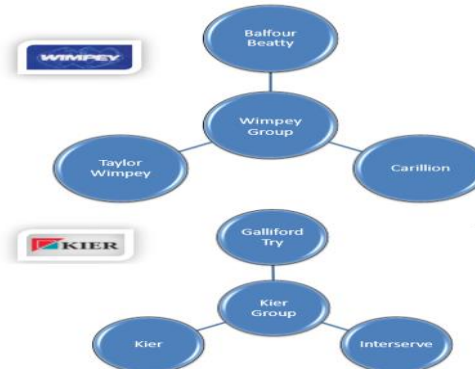 Balfour
Beatty
WIMPEY
Wimpey
Group
Taylor
Wimpey
Carillion
Galliford
Try
KIER
Kier
Group
Kier
Interserve